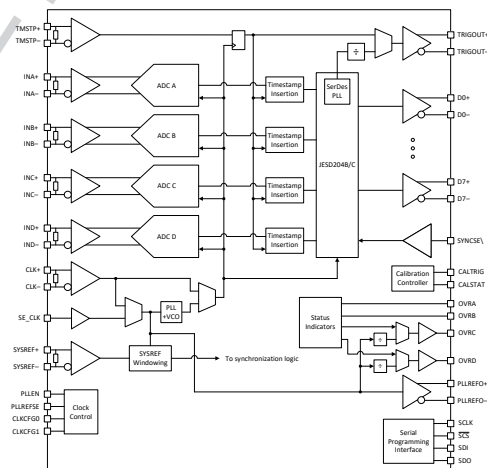 TMSTP+
TMSTP−
INA+
INA−
INB+
INB−
INC+
INC−
IND+
IND−
CLK+
CLK−
SE_CLK
SYSREF+
SYSREF−
PLLEN
PLLREFSE
CLKCFG0
CLKCFG1
ADC A
ADC B
ADC C
ADC D
PLL
+VCO
SYSREF
Windowing
To synchronization logic
Clock
Control
Timestamp
Insertion
Timestamp
Insertion
Timestamp
Insertion
Timestamp
Insertion
÷
SerDes
PLL
JESD204B/C
Status
Indicators
÷
÷
Calibration
Controller
Serial
Programming
Interface
TRIGOUT+
TRIGOUT−
D0+
D0−
D7+
D7−
SYNCSE\
CALTRIG
CALSTAT
OVRA
OVRB
OVRC
OVRD
PLLREFO+
PLLREFO−
SCLK
SCS
SDI
SDO